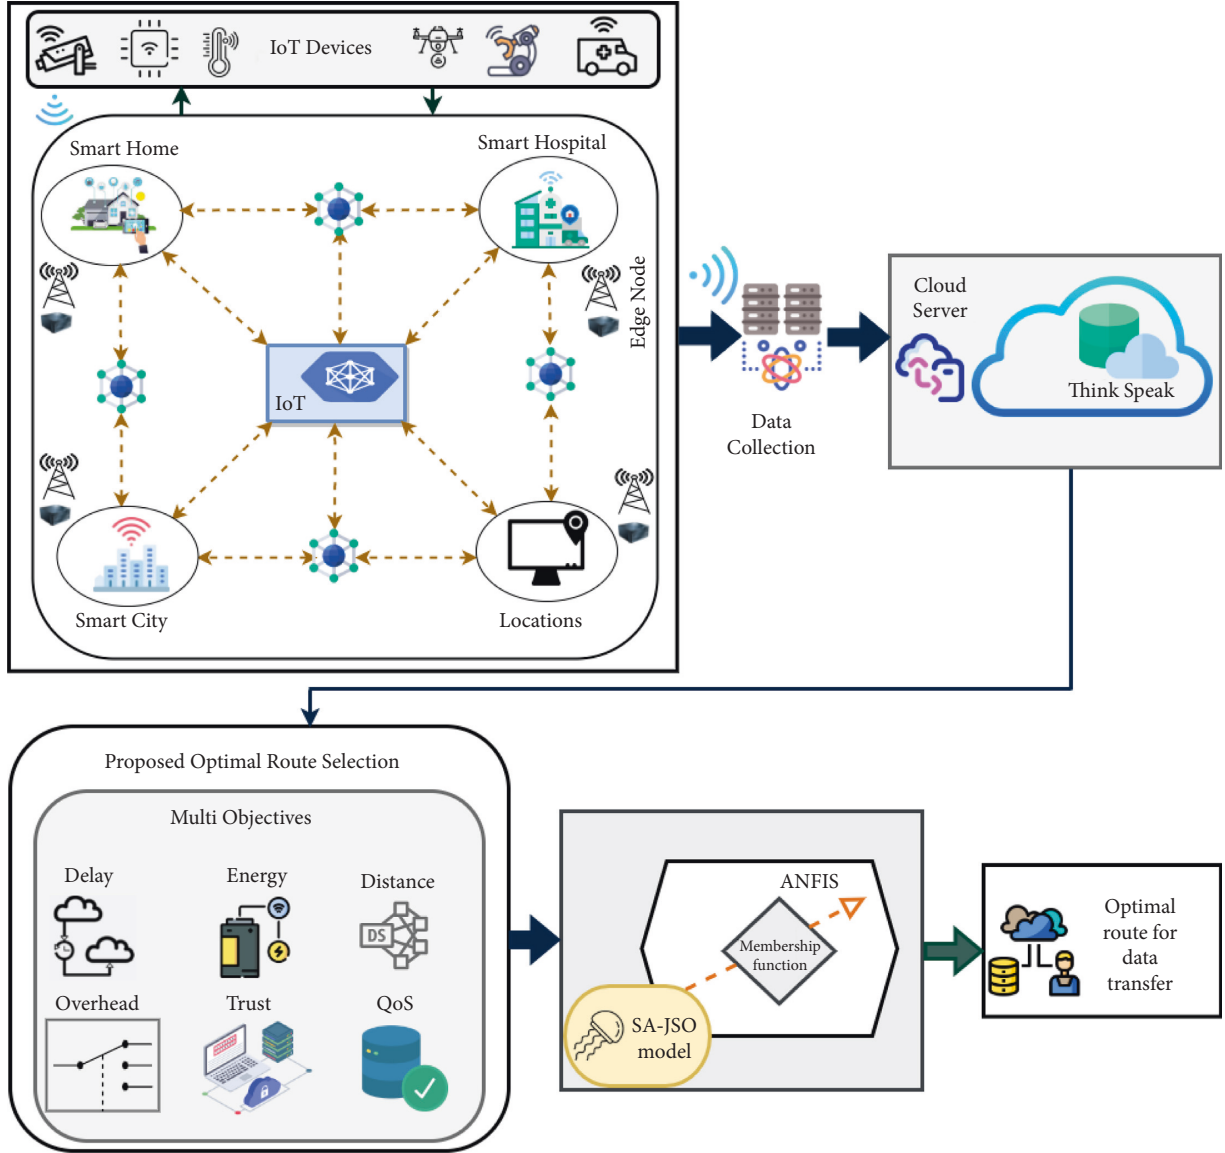 IoT Devices
Smart Home
Smart Hospital
Edge Node
IoT
Smart City
Locations
Data
Collection
Cloud
Server
Think Speak
Proposed Optimal Route Selection
Multi Objectives
Delay
Energy
Distance
DS
Overhead
Trust
QoS
ANFIS
Membership
function
SA-JSO
model
Optimal
route for
data
transfer